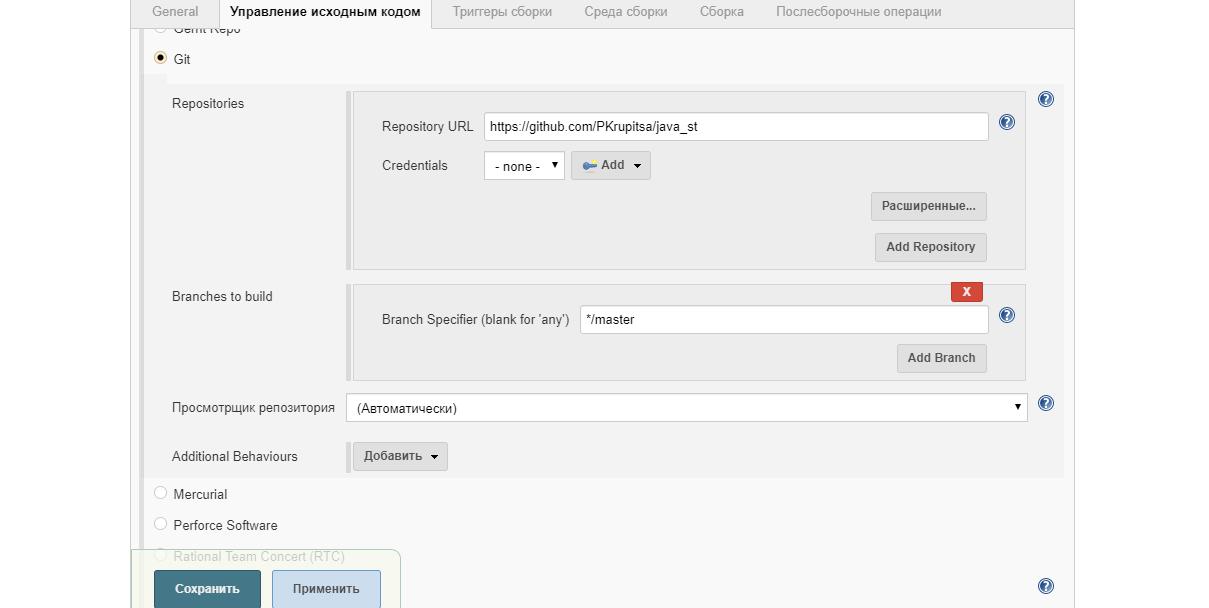 General Управление исходным кодом Триггеры сборки Среда сборки Сборка Послесборочные операции
Gerrit Repo
Git
Repositories
Repository URL https://github.com/PKrupitsa/java_st
Credentials - none - Add
Расширенные...
Add Repository
Branches to build
X
Branch Specifier (blank for 'any') */master
Add Branch
Просмотрщик репозитория (Автоматически)
Additional Behaviours Добавить
Mercurial
Perforce Software
Rational Team Concert (RTC)
Сохранить Применить